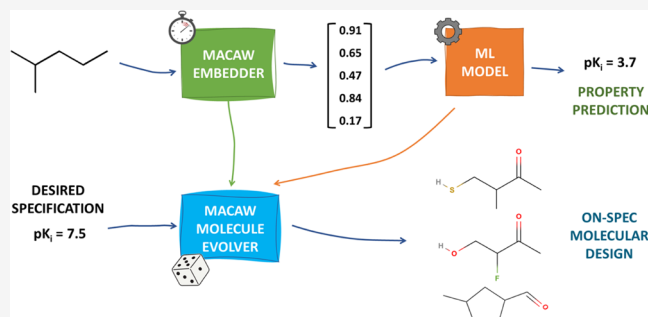 MACAW
EMBEDDER
0.91
0.65
0.47
0.84
0.17
ML
MODEL
pKi = 3.7
PROPERTY
PREDICTION
DESIRED
SPECIFICATION
pKi = 7.5
MACAW
MOLECULE
EVOLVER
O
H
S
O
H
O
F
O
ON-SPEC
MOLECULAR
DESIGN